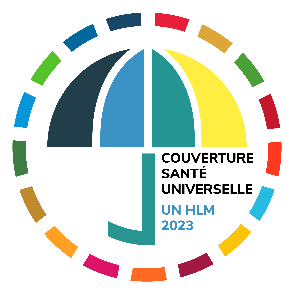 COUVERTURE
SANTÉ
UNIVERSELLE
UN HLM
2023